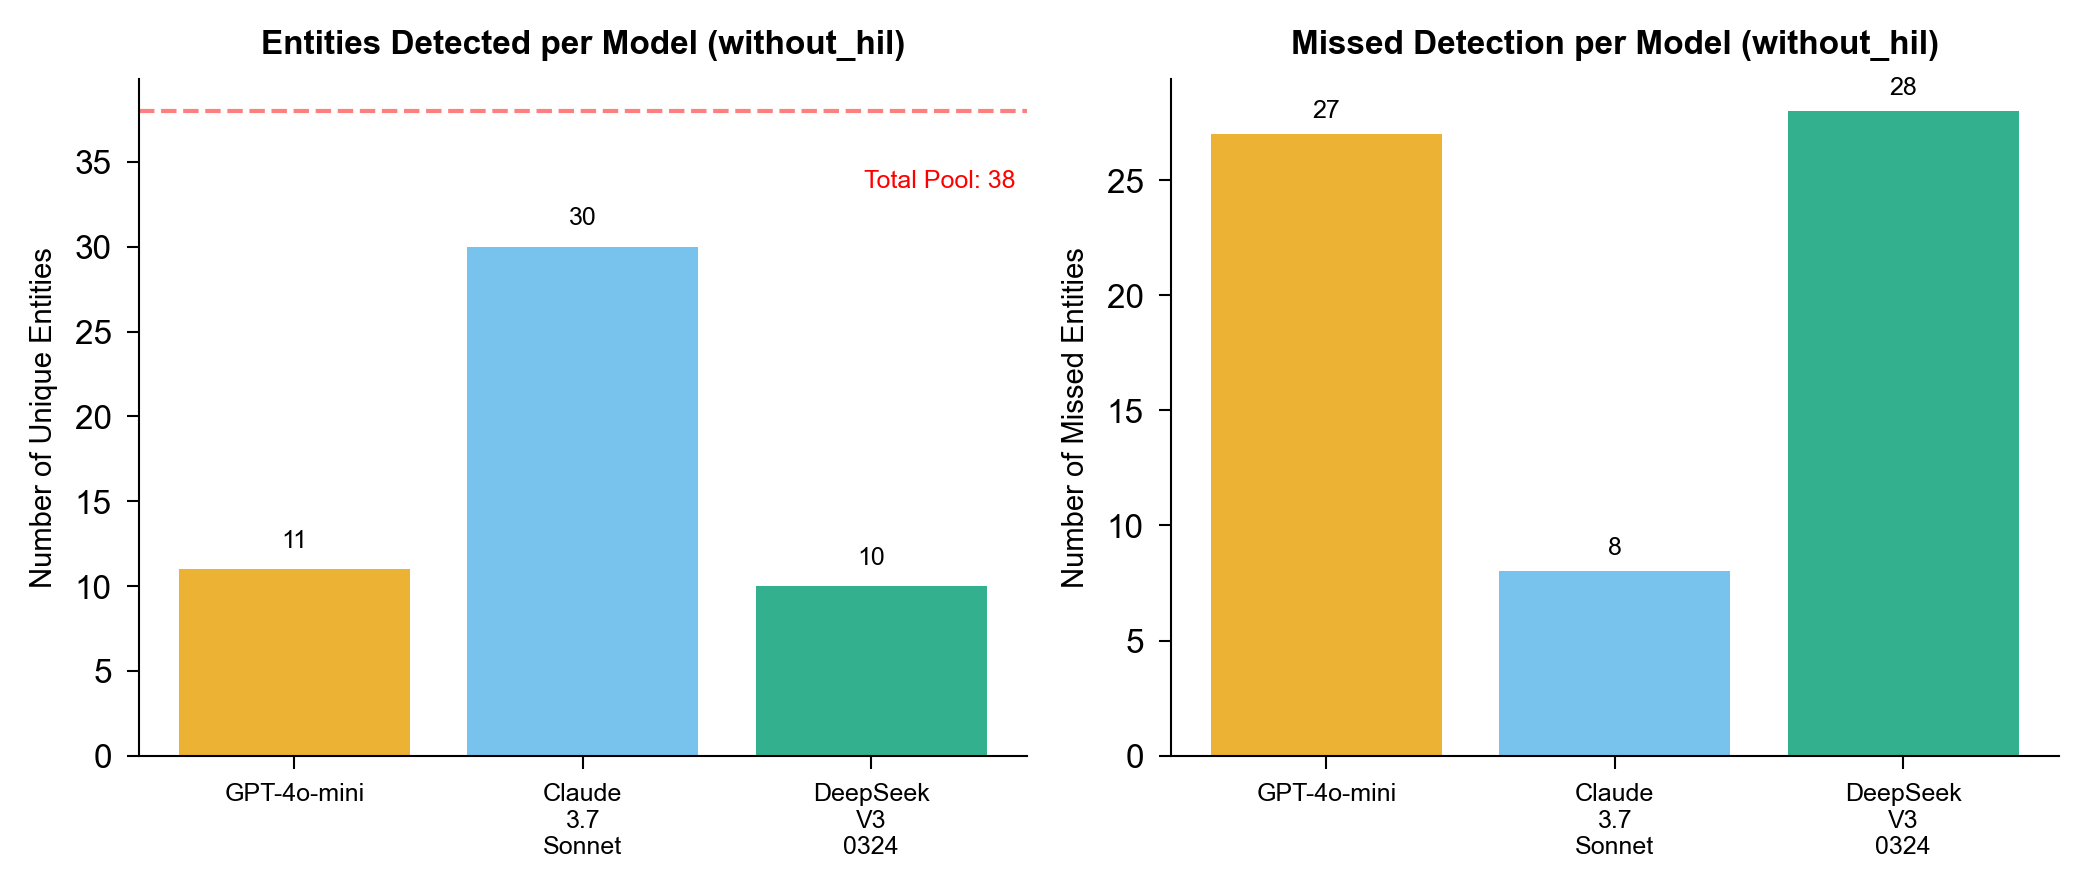 Entities Detected per Model (without_hil)
Number of Unique Entities
35
30
25
20
15
10
5
0
Total Pool: 38
11
30
10
GPT-4o-mini
Claude
3.7
Sonnet
DeepSeek
V3
0324
Missed Detection per Model (without_hil)
Number of Missed Entities
25
20
15
10
5
0
27
8
28
GPT-4o-mini
Claude
3.7
Sonnet
DeepSeek
V3
0324